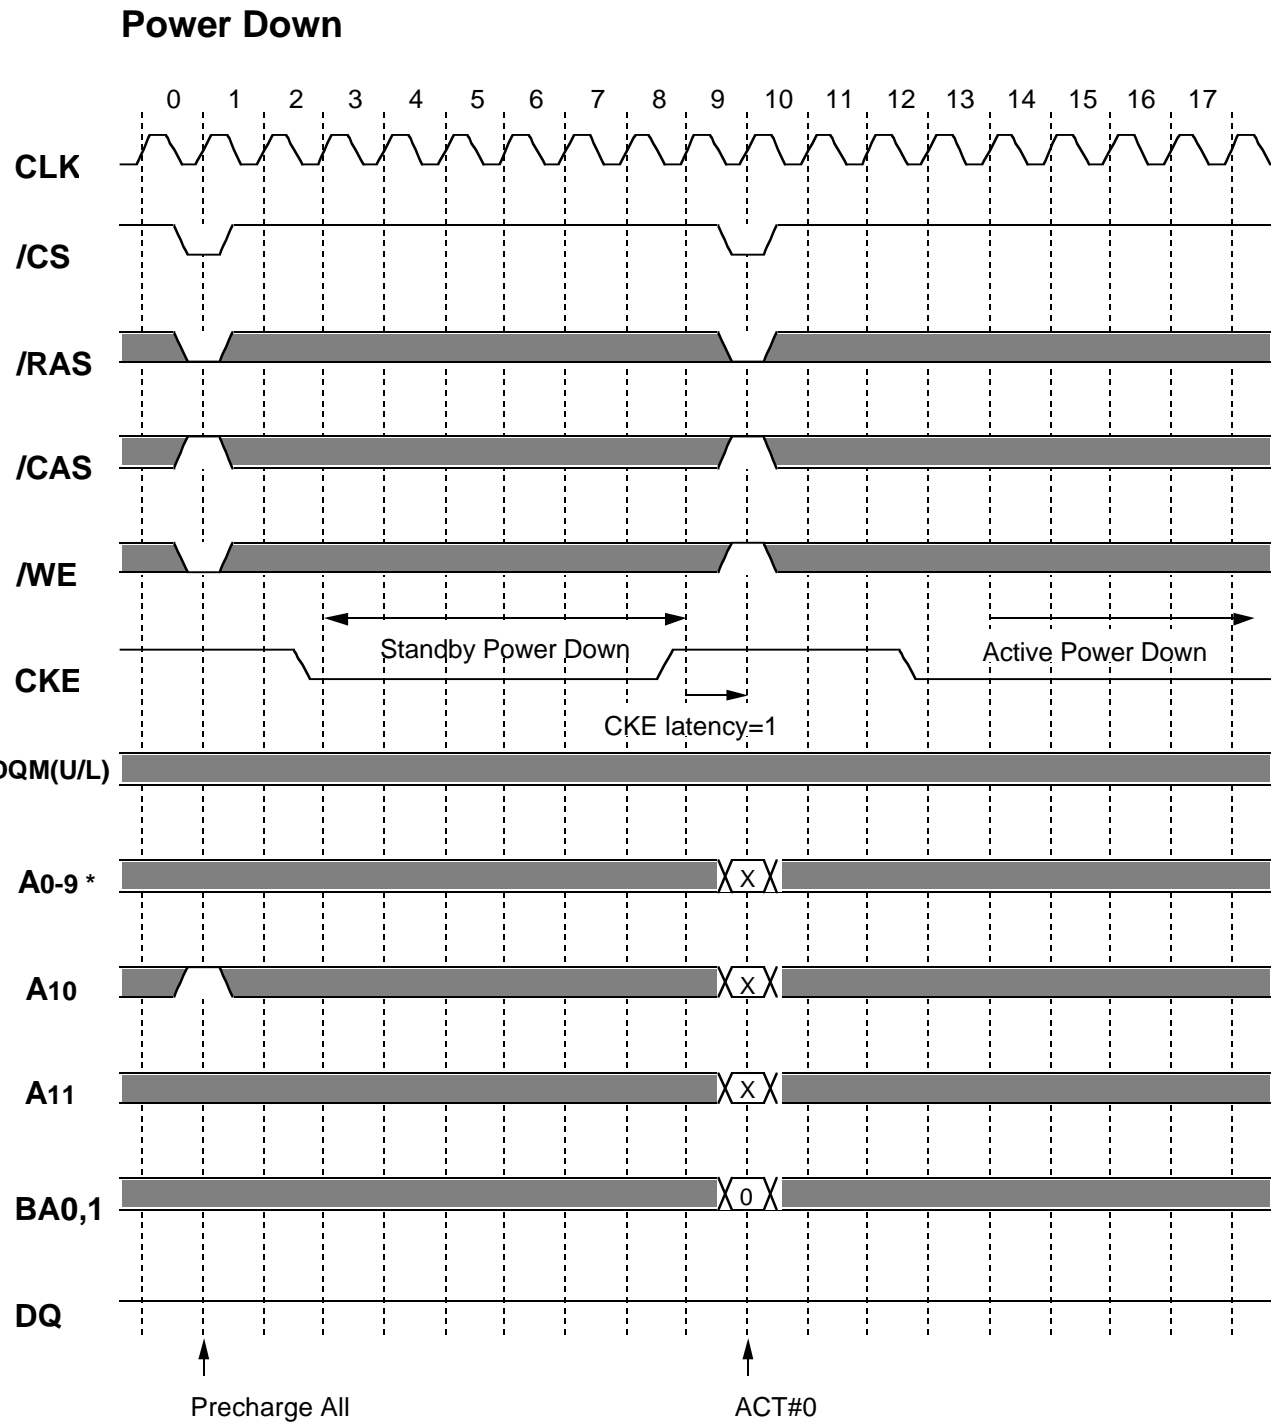 Power Down
0 1 2 3 4 5 6 7 8 9 10 11 12 13 14 15 16 17
CLK
/CS
/RAS
/CAS
/WE
Standby Power Down
Active Power Down
CKE
CKE latency=1
DQM(U/L)
A0-9 *
X
A10
X
A11
X
BA0,1
0
DQ
Precharge All
ACT#0